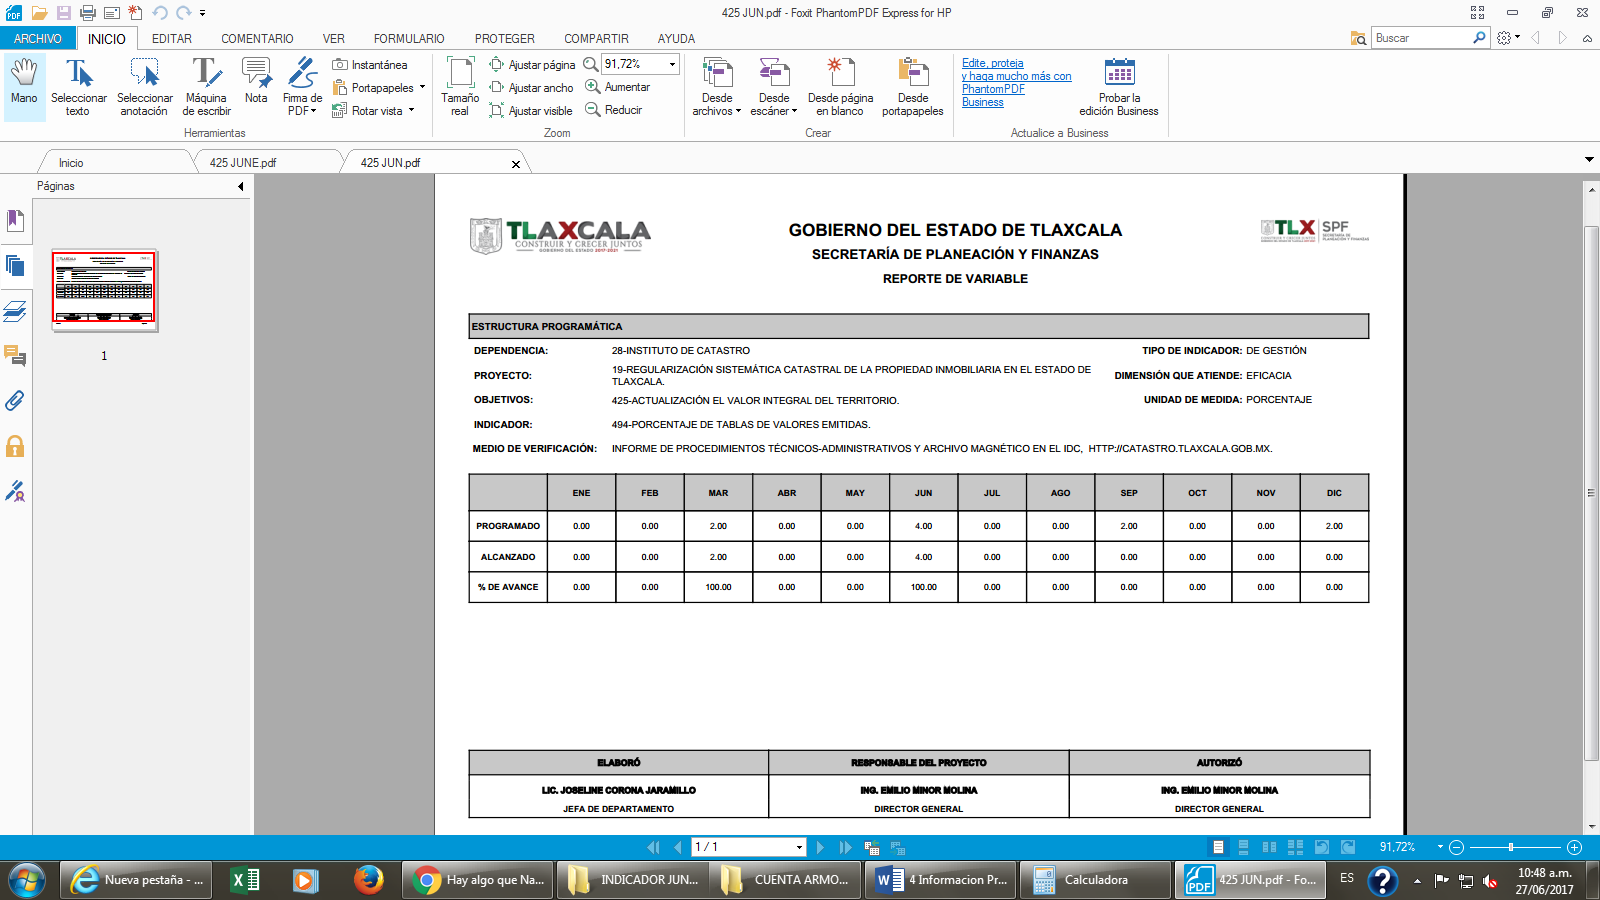 425 JUN.pdf - Foxit PhantomPDF Express for HP
ARCHIVO INICIO EDITAR COMENTARIO VER FORMULARIO PROTEGER COMPARTIR AYUDA Buscar
Mano
Seleccionar texto
Seleccionar anotación
Máquina de escribir
Nota
Firma de PDF
Instantánea
Portapapeles
Rotar vista
Herramientas
Tamaño real
Ajustar página
Ajustar ancho
Ajustar visible
91,72%
Aumentar
Reducir
Zoom
Desde archivos
Desde escáner
Desde página en blanco
Desde portapapeles
Crear
Edite, proteja
y haga mucho más con
PhantomPDF
Business
Probar la edición Business
Actualice a Business
Inicio 425 JUNE.pdf 425 JUN.pdf
Páginas
1
TLAXCALA
CONSTRUIR Y CRECER JUNTOS
GOBIERNO DEL ESTADO 2017-2021
GOBIERNO DEL ESTADO DE TLAXCALA
SECRETARÍA DE PLANEACIÓN Y FINANZAS
REPORTE DE VARIABLE
TLX SPF
SECRETARÍA DE
PLANEACIÓN Y FINANZAS
ESTRUCTURA PROGRAMÁTICA
DEPENDENCIA: 28-INSTITUTO DE CATASTRO TIPO DE INDICADOR: DE GESTIÓN
PROYECTO: 19-REGULARIZACIÓN SISTEMÁTICA CATASTRAL DE LA PROPIEDAD INMOBILIARIA EN EL ESTADO DE
TLAXCALA.
DIMENSIÓN QUE ATIENDE: EFICACIA
OBJETIVOS: 425-ACTUALIZACIÓN EL VALOR INTEGRAL DEL TERRITORIO. UNIDAD DE MEDIDA: PORCENTAJE
INDICADOR: 494-PORCENTAJE DE TABLAS DE VALORES EMITIDAS.
MEDIO DE VERIFICACIÓN: INFORME DE PROCEDIMIENTOS TÉCNICOS-ADMINISTRATIVOS Y ARCHIVO MAGNÉTICO EN EL IDC, HTTP://CATASTRO.TLAXCALA.GOB.MX.
ENE FEB MAR ABR MAY JUN JUL AGO SEP OCT NOV DIC
PROGRAMADO 0.00 0.00 2.00 0.00 0.00 4.00 0.00 0.00 2.00 0.00 0.00 2.00
ALCANZADO 0.00 0.00 2.00 0.00 0.00 4.00 0.00 0.00 0.00 0.00 0.00 0.00
% DE AVANCE 0.00 0.00 100.00 0.00 0.00 100.00 0.00 0.00 0.00 0.00 0.00 0.00
ELABORÓ RESPONSABLE DEL PROYECTO AUTORIZÓ
LIC. JOSELINE CORONA JARAMILLO ING. EMILIO MINOR MOLINA ING. EMILIO MINOR MOLINA
JEFA DE DEPARTAMENTO DIRECTOR GENERAL DIRECTOR GENERAL
1 / 1 91,72%
Nueva pestaña - ... Hay algo que Na... INDICADOR JUN... CUENTA ARMO... 4 Informacion Pr... Calculadora 425 JUN.pdf - Fo... ES 10:48 a.m.
27/06/2017